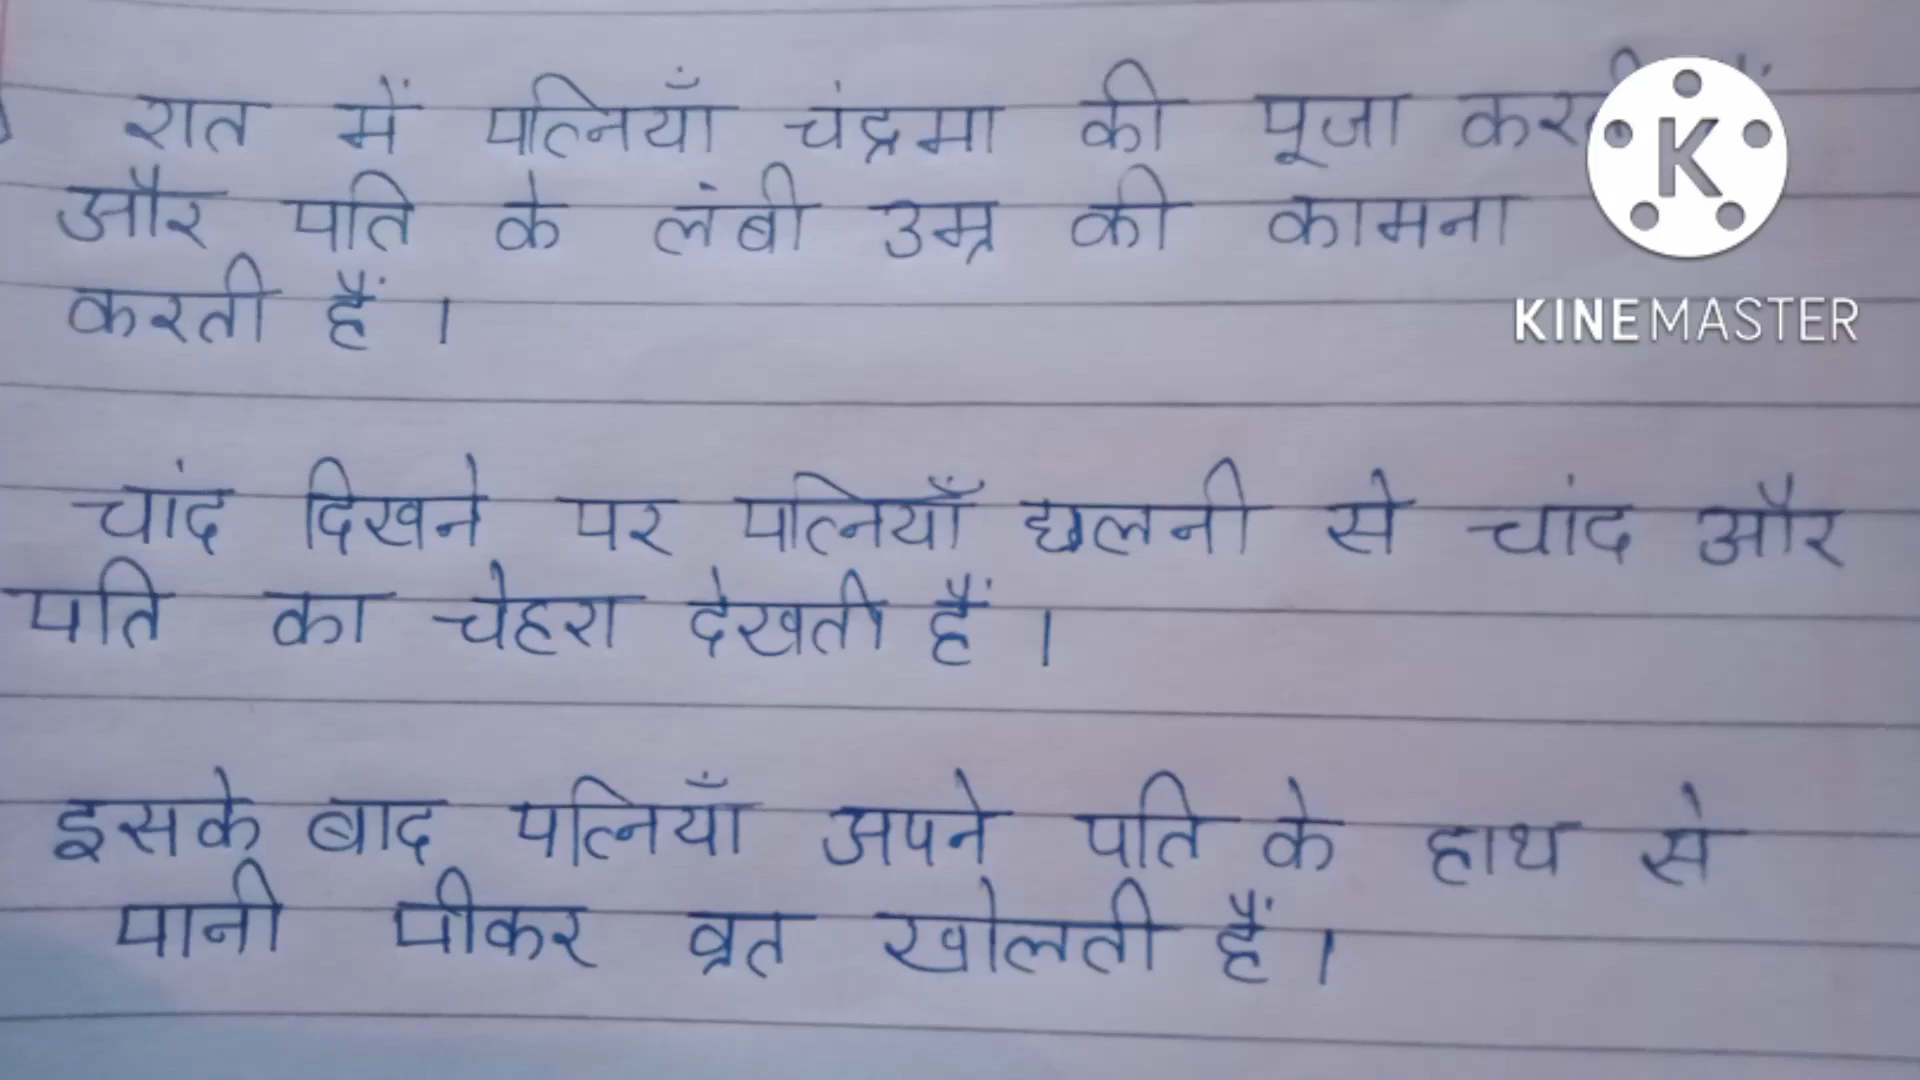 रात में पत्नियाँ चंद्रमा की पूजा
और पति के लंबी उम्र की कामना
करती हैं ।
चांद दिखने पर पत्नियाँ छलनी से चांद और
पति का चेहरा देखती हैं ।
इसके बाद पत्नियाँ अपने पति के हाथ से
पानी पीकर व्रत खोलती हैं ।
K
KINEMASTER